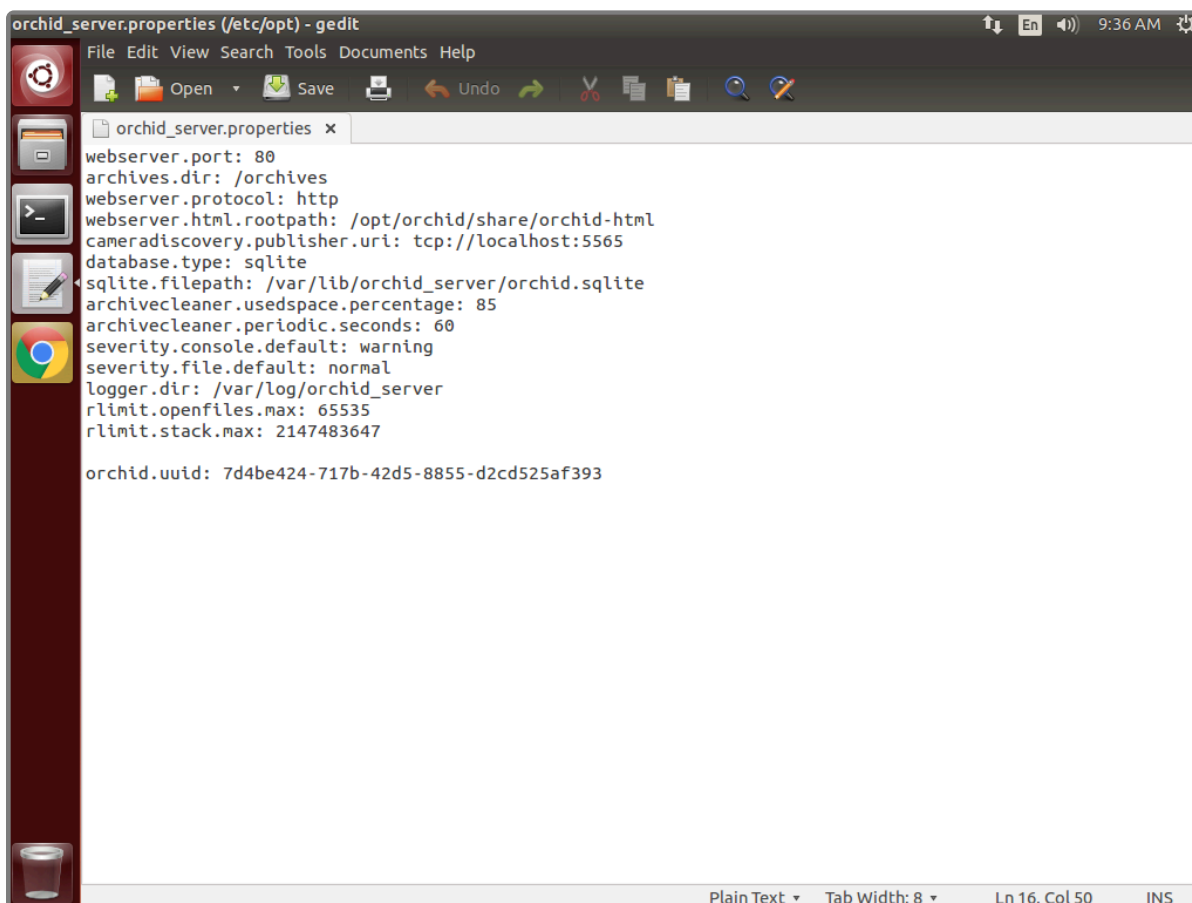 orchid_server.properties (/etc/opt) - gedit
En 9:36 AM
File Edit View Search Tools Documents Help
Open Save Undo
orchid_server.properties x
webserver.port: 80
archives.dir: /orchives
webserver.protocol: http
webserver.html.rootpath: /opt/orchid/share/orchid-html
cameradiscovery.publisher.uri: tcp://localhost:5565
database.type: sqlite
sqlite.filepath: /var/lib/orchid_server/orchid.sqlite
archivecleaner.usedspace.percentage: 85
archivecleaner.periodic.seconds: 60
severity.console.default: warning
severity.file.default: normal
logger.dir: /var/log/orchid_server
rlimit.openfiles.max: 65535
rlimit.stack.max: 2147483647
orchid.uuid: 7d4be424-717b-42d5-8855-d2cd525af393
Plain Text Tab Width: 8 Ln 16, Col 50 INS